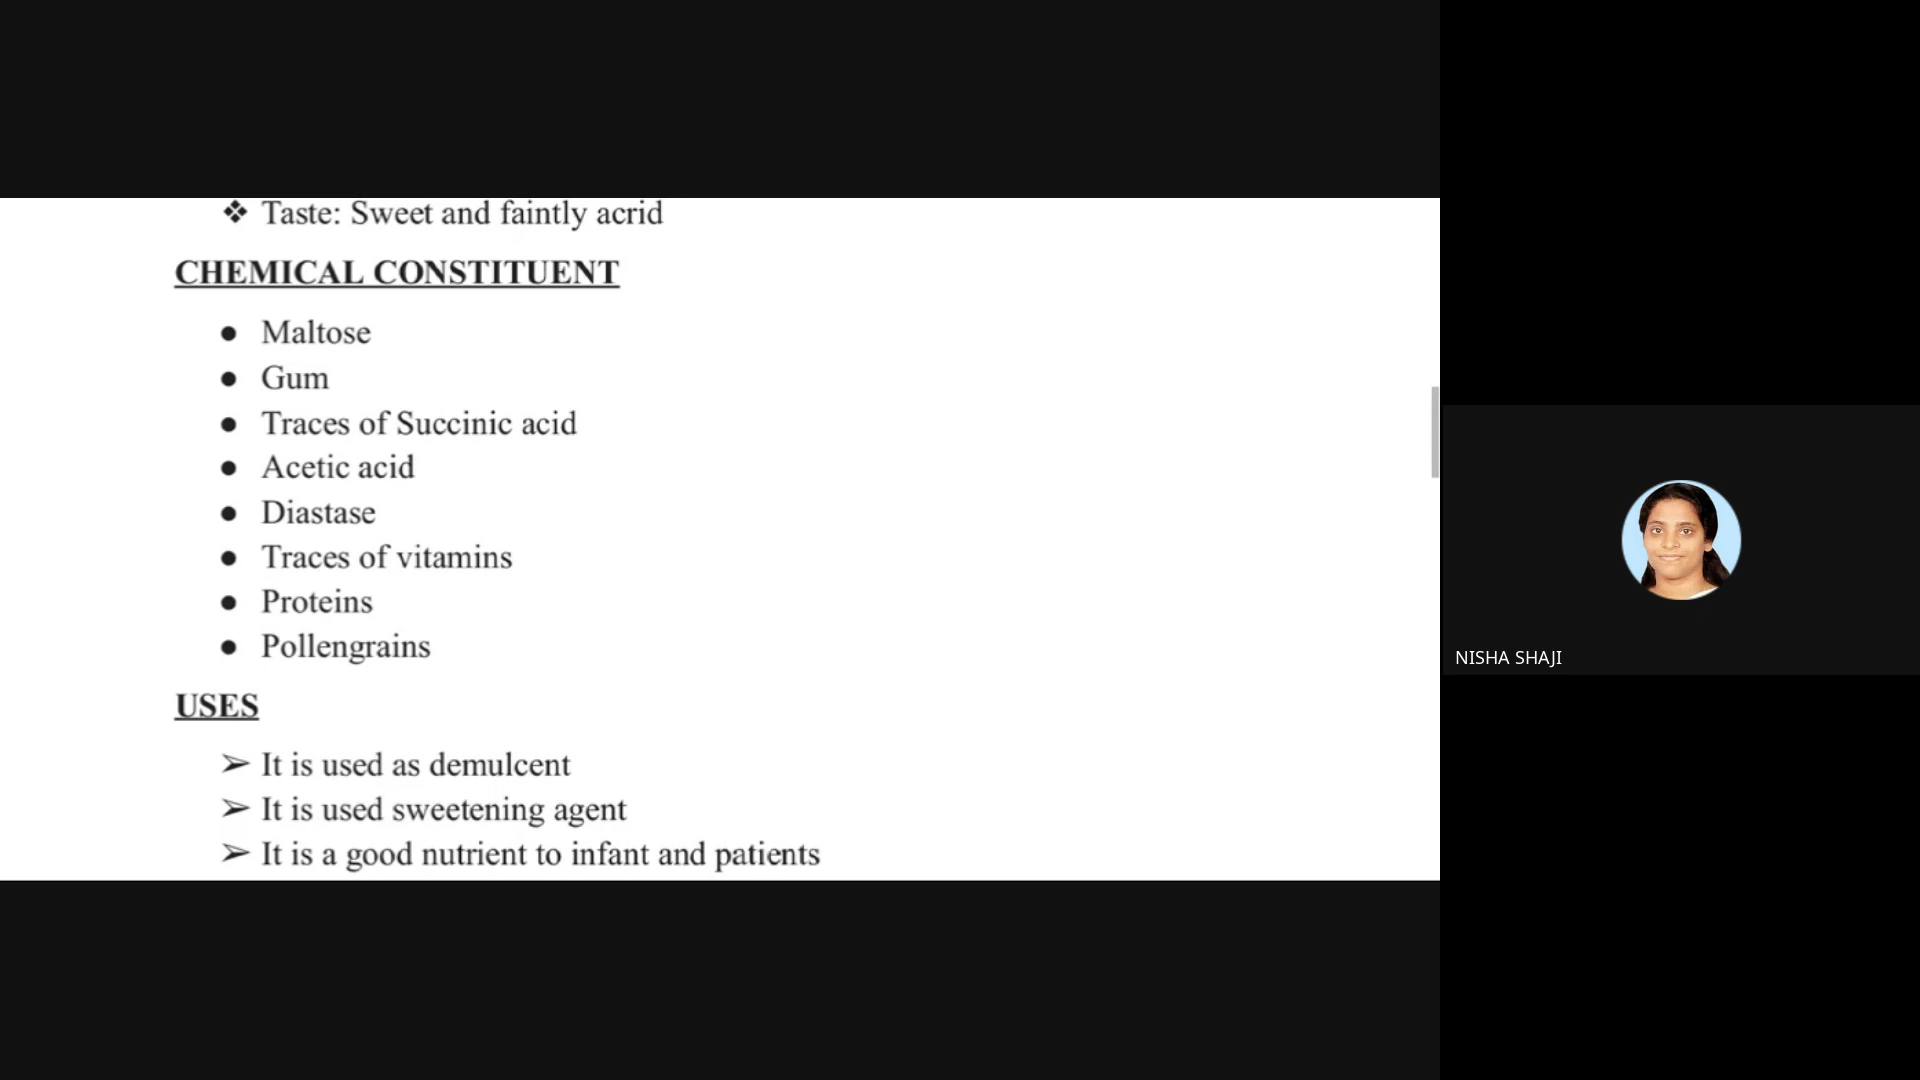 ❖ Taste: Sweet and faintly acrid
CHEMICAL CONSTITUENT
● Maltose
● Gum
● Traces of Succinic acid
● Acetic acid
● Diastase
● Traces of vitamins
● Proteins
● Pollengrains
USES
➢ It is used as demulcent
➢ It is used sweetening agent
➢ It is a good nutrient to infant and patients
NISHA SHAJI